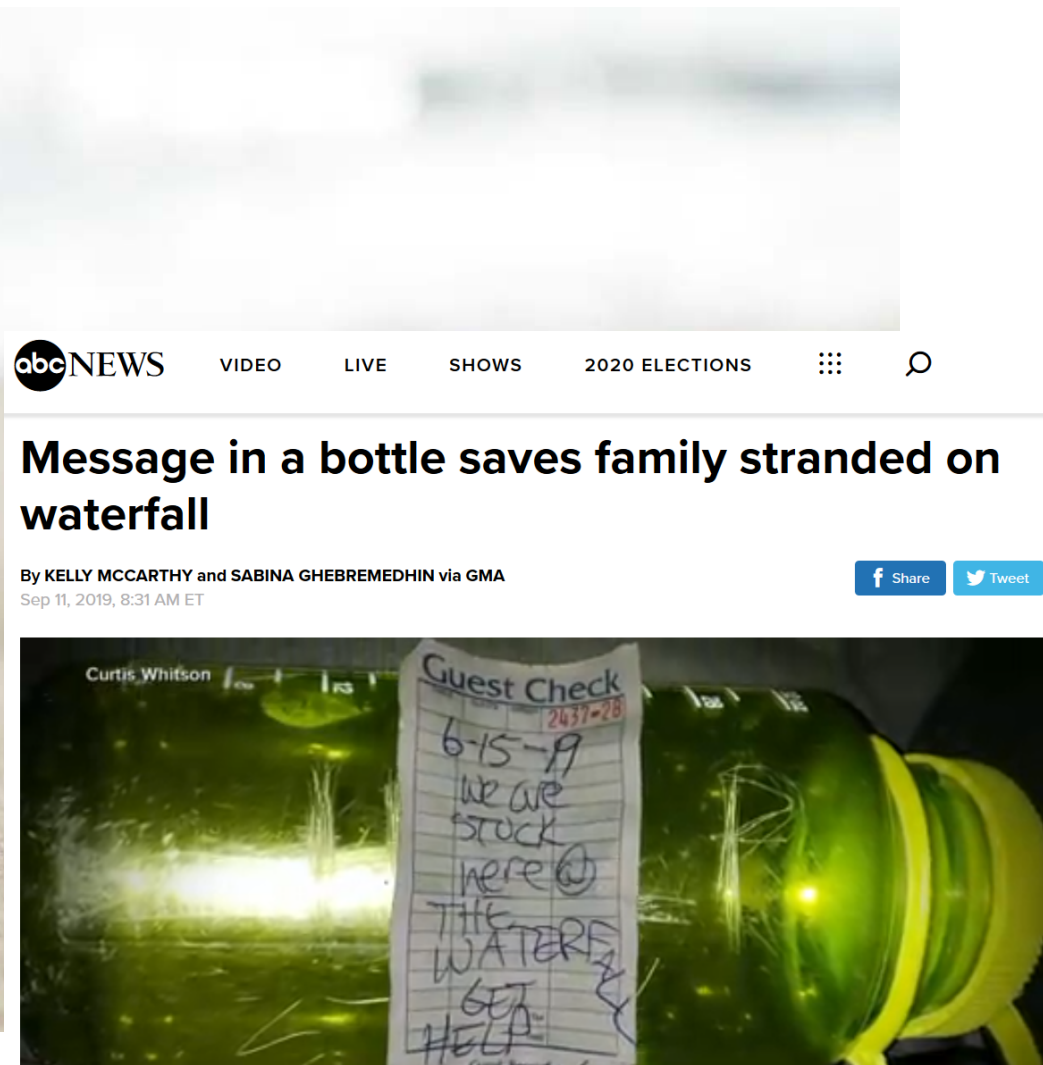 abc NEWS VIDEO LIVE SHOWS 2020 ELECTIONS
Message in a bottle saves family stranded on
waterfall
By KELLY MCCARTHY and SABINA GHEBREMEDHIN via GMA
Share Tweet
Sep 11, 2019, 8:31 AM ET
Curtis Whitson
Guest Check
2437-28
6-15-19
We are
STUCK
here @
THE
WATERFALL
GET
HELP